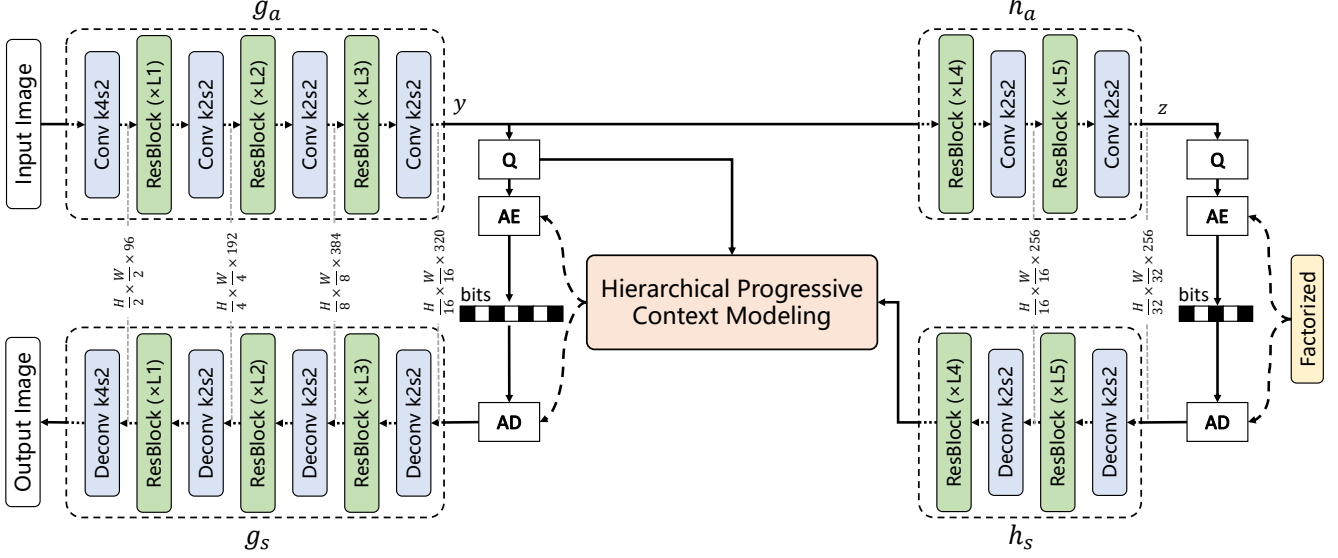 g_a
h_a
Input Image
Conv k4s2
ResBlock (×L1)
Conv k2s2
ResBlock (×L2)
Conv k2s2
ResBlock (×L3)
Conv k2s2
y
Q
AE
bits
AD
ResBlock (×L4)
Conv k2s2
ResBlock (×L5)
Conv k2s2
z
Q
AE
bits
AD
Factorized
H/2 × W/2 × 96
H/4 × W/4 × 192
H/8 × W/8 × 384
H/16 × W/16 × 320
Hierarchical Progressive
Context Modeling
H/16 × W/16 × 256
H/32 × W/32 × 256
Output Image
Deconv k4s2
ResBlock (×L1)
Deconv k2s2
ResBlock (×L2)
Deconv k2s2
ResBlock (×L3)
Deconv k2s2
ResBlock (×L4)
Deconv k2s2
ResBlock (×L5)
Deconv k2s2
g_s
h_s